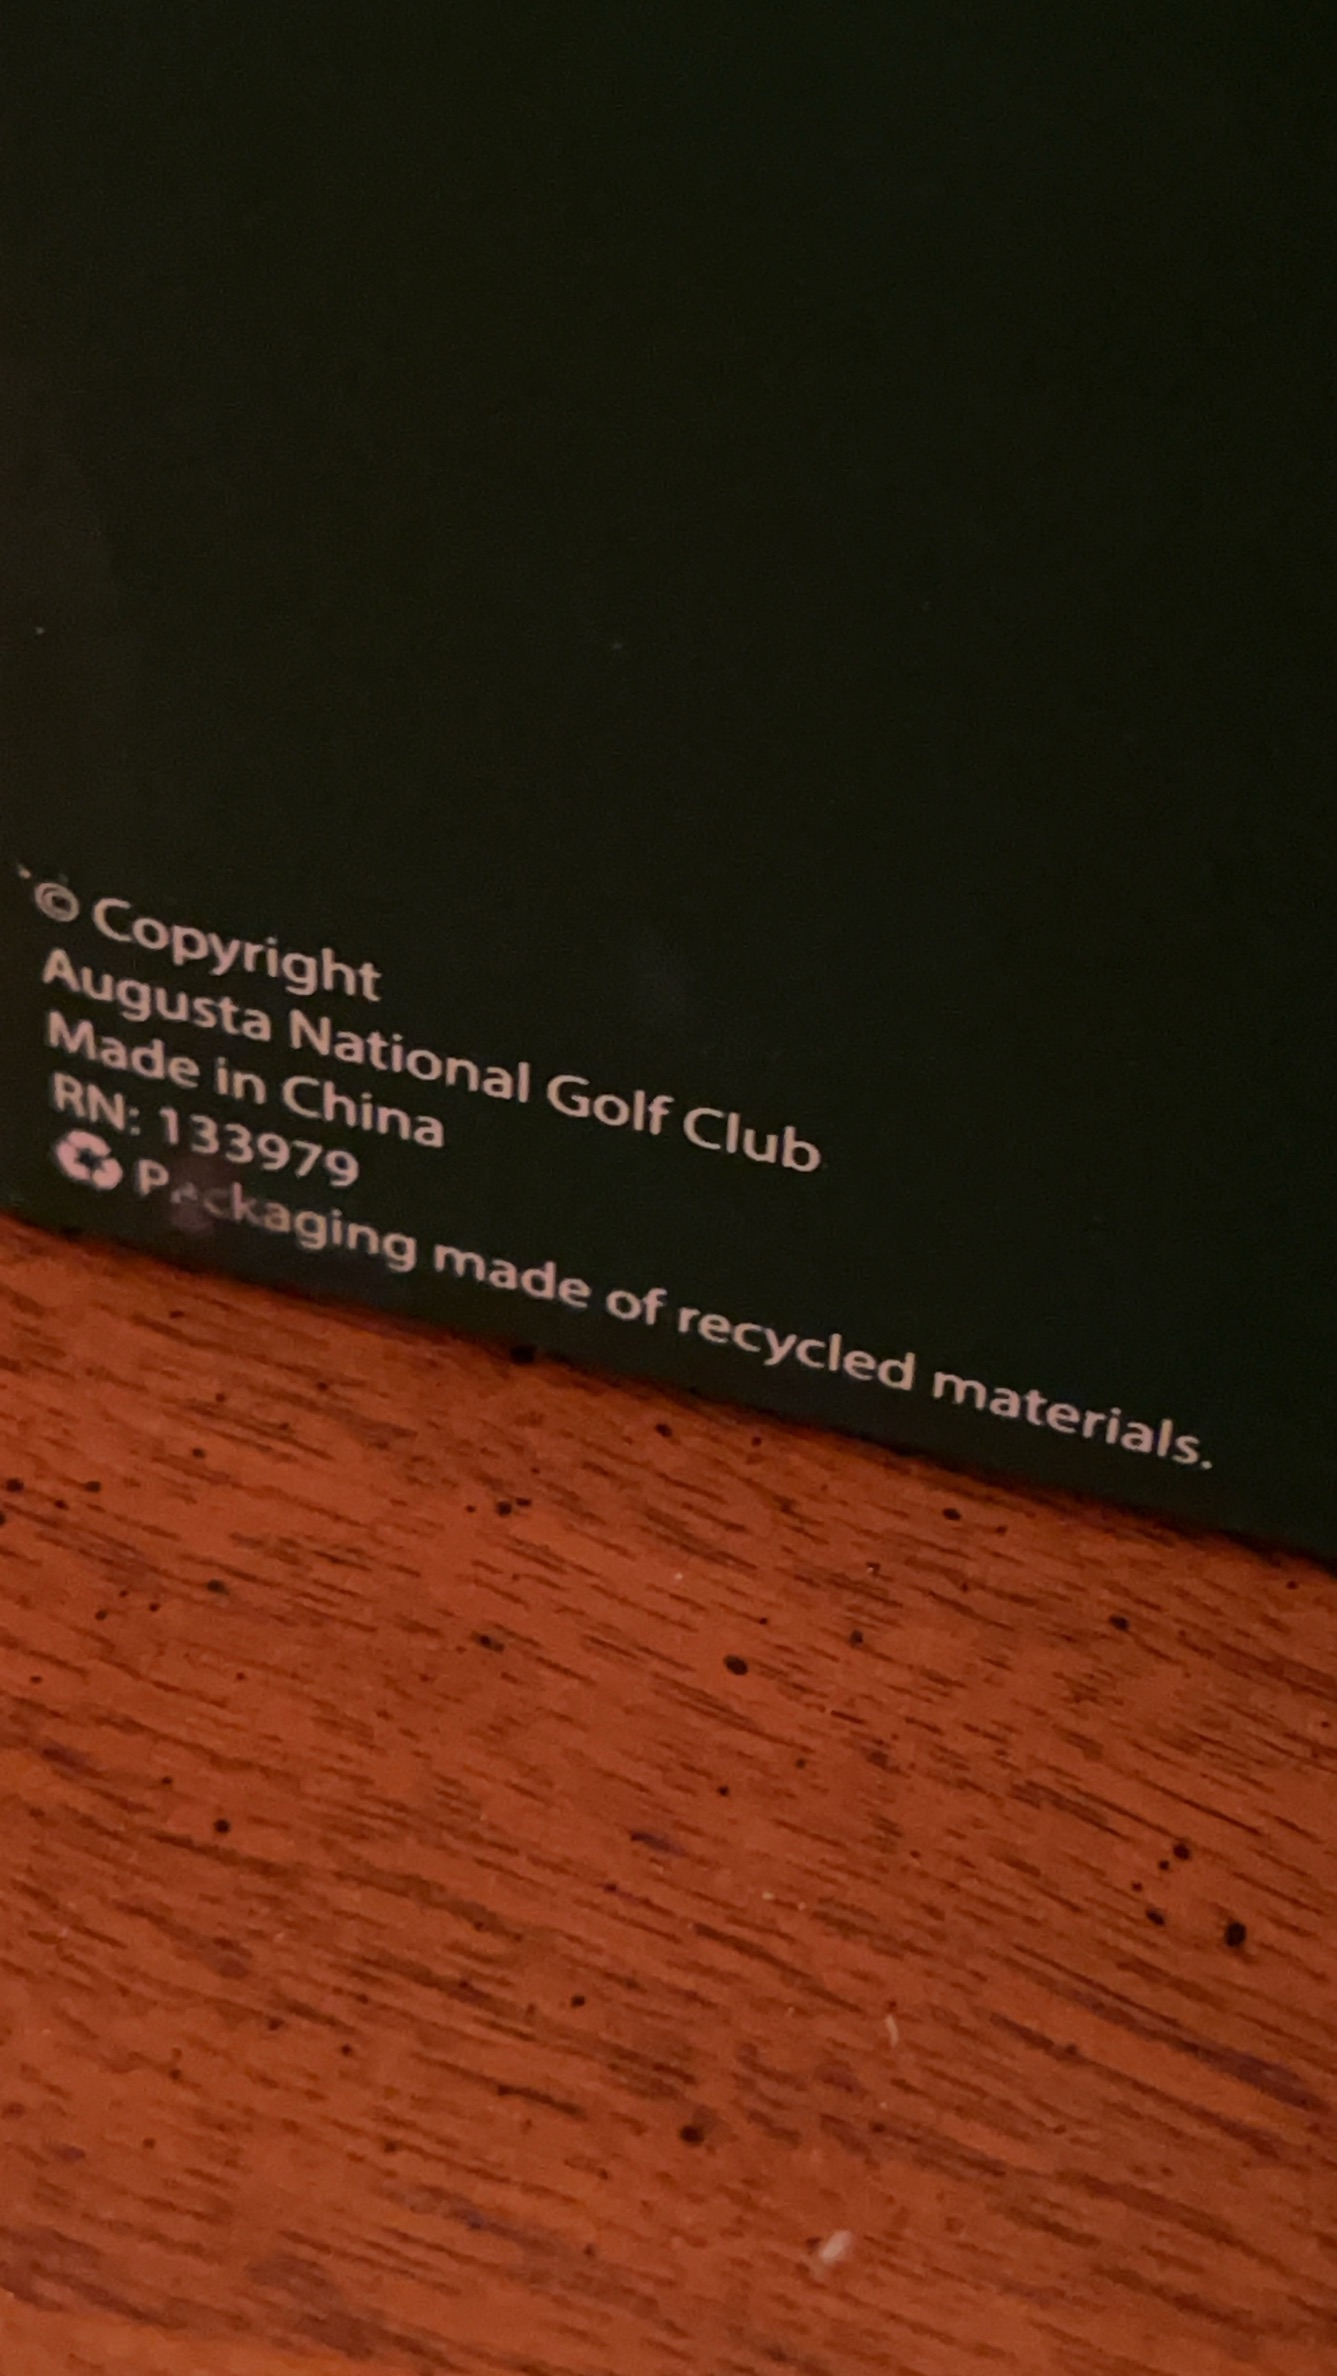 © Copyright
Augusta National Golf Club
Made in China
RN: 133979
Packaging made of recycled materials.